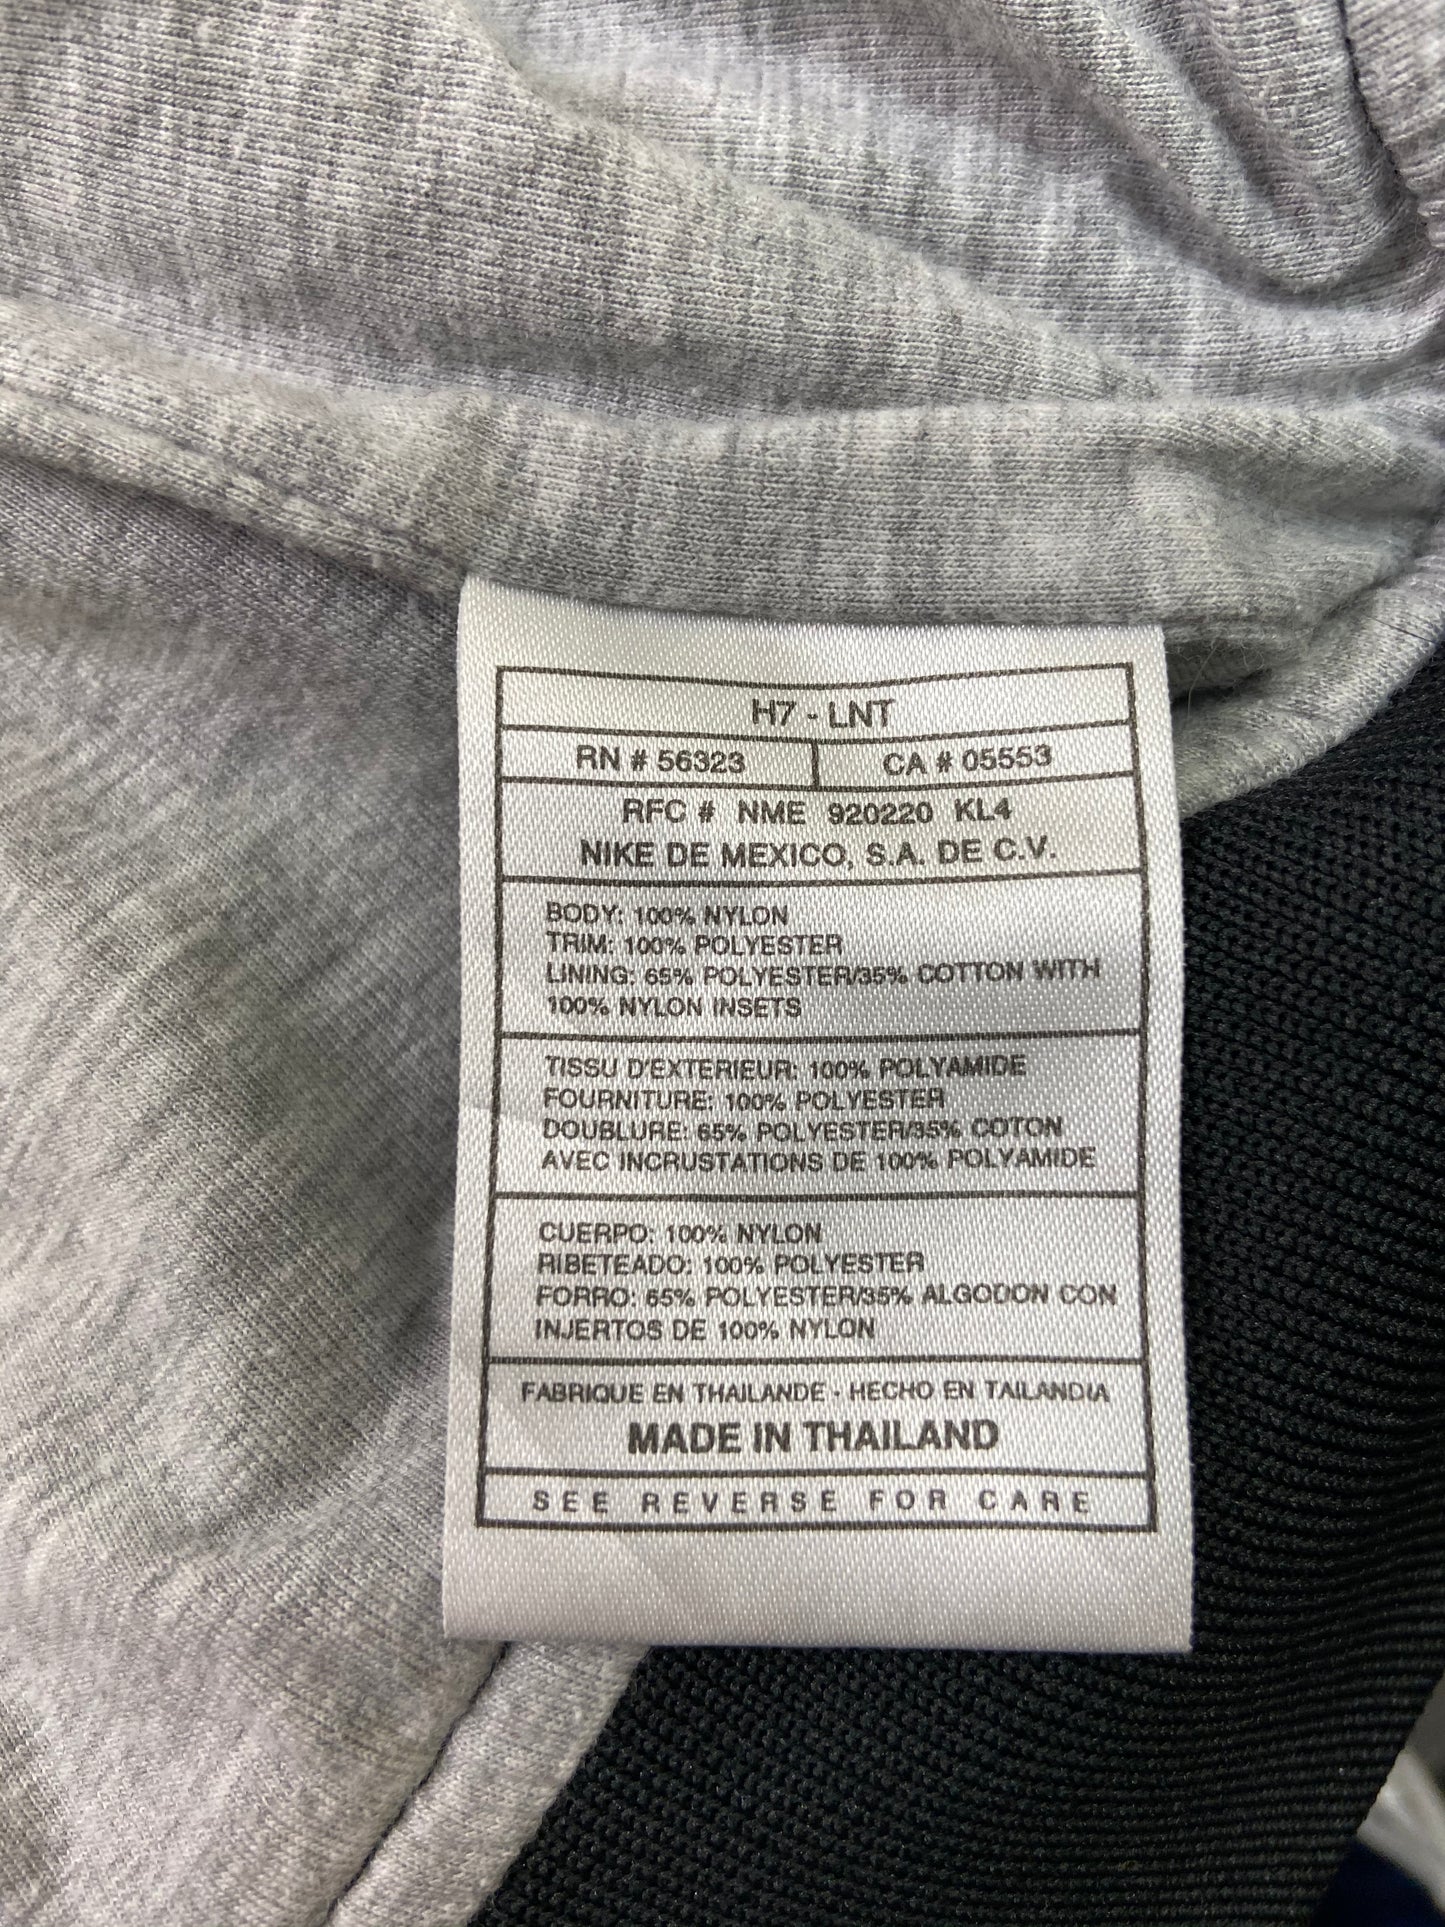 H7 - LNT
RN # 56323 CA # 05553
RFC # NME 920220 KL4
NIKE DE MEXICO, S.A. DE C.V.
BODY: 100% NYLON
TRIM: 100% POLYESTER
LINING: 65% POLYESTER/35% COTTON WITH
100% NYLON INSETS
TISSU D'EXTERIEUR: 100% POLYAMIDE
FOURNITURE: 100% POLYESTER
DOUBLURE: 65% POLYESTER/35% COTON
AVEC INCRUSTATIONS DE 100% POLYAMIDE
CUERPO: 100% NYLON
RIBETEADO: 100% POLYESTER
FORRO: 65% POLYESTER/35% ALGODON CON
INJERTOS DE 100% NYLON
FABRIQUE EN THAILANDE - HECHO EN TAILANDIA
MADE IN THAILAND
SEE REVERSE FOR CARE